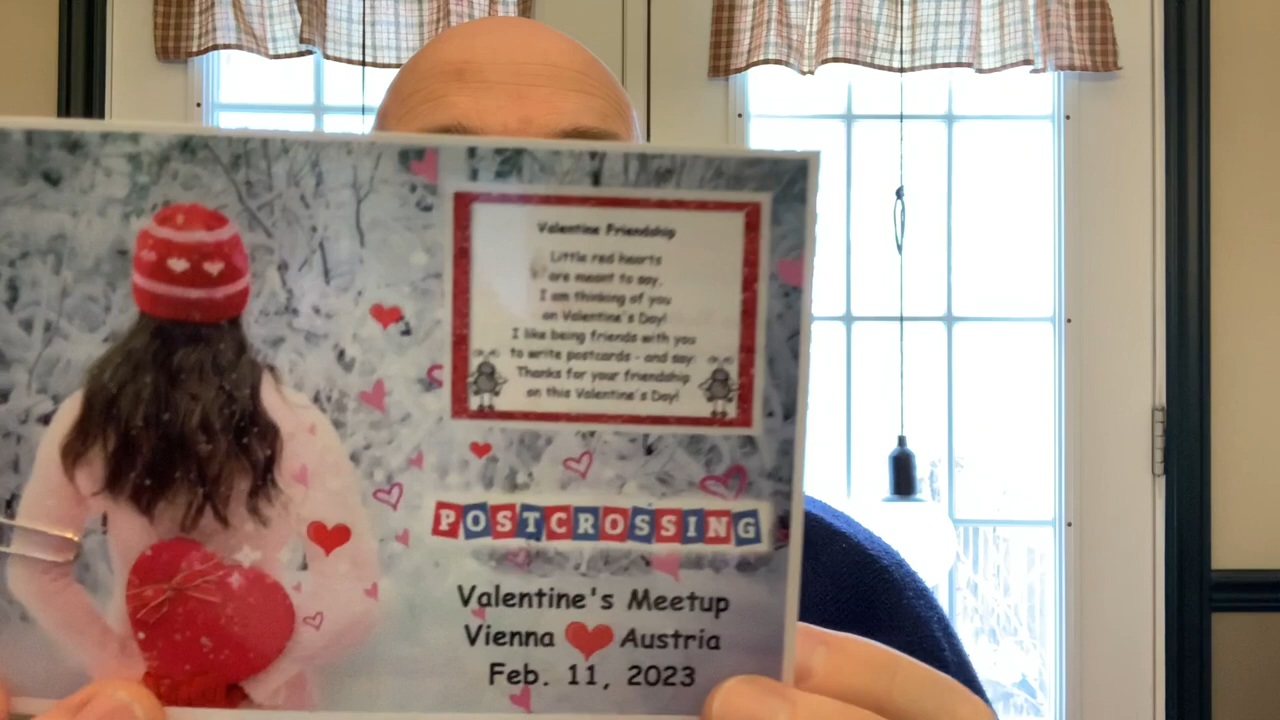 Valentine Friendship
Little red hearts
are meant to say,
I am thinking of you
on Valentine's Day!
I like being friends with you
to write postcards - and say:
Thanks for your friendship
on this Valentine's Day!
POSTCROSSING
Valentine's Meetup
Vienna Austria
Feb. 11, 2023